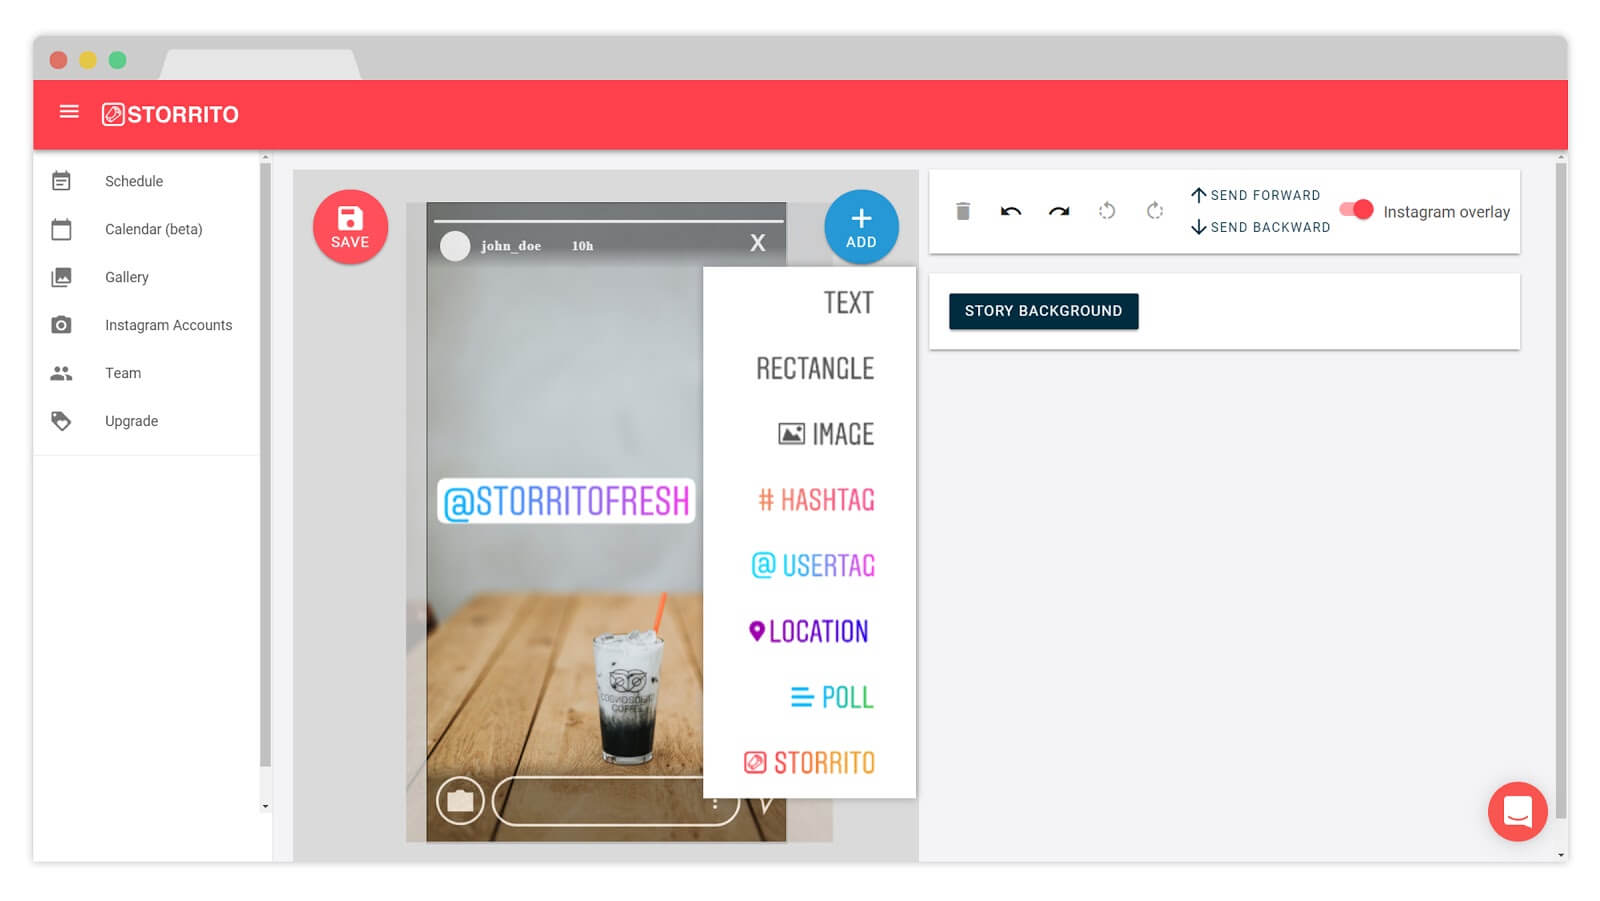 STORRITO
Schedule
Calendar (beta)
Gallery
Instagram Accounts
Team
Upgrade
SAVE
john_doe 10h X
ADD
TEXT
RECTANGLE
IMAGE
# HASHTAG
@ USERTAG
LOCATION
POLL
STORRITO
@STORRITOFRESH
COFFEE
SEND FORWARD
SEND BACKWARD
Instagram overlay
STORY BACKGROUND